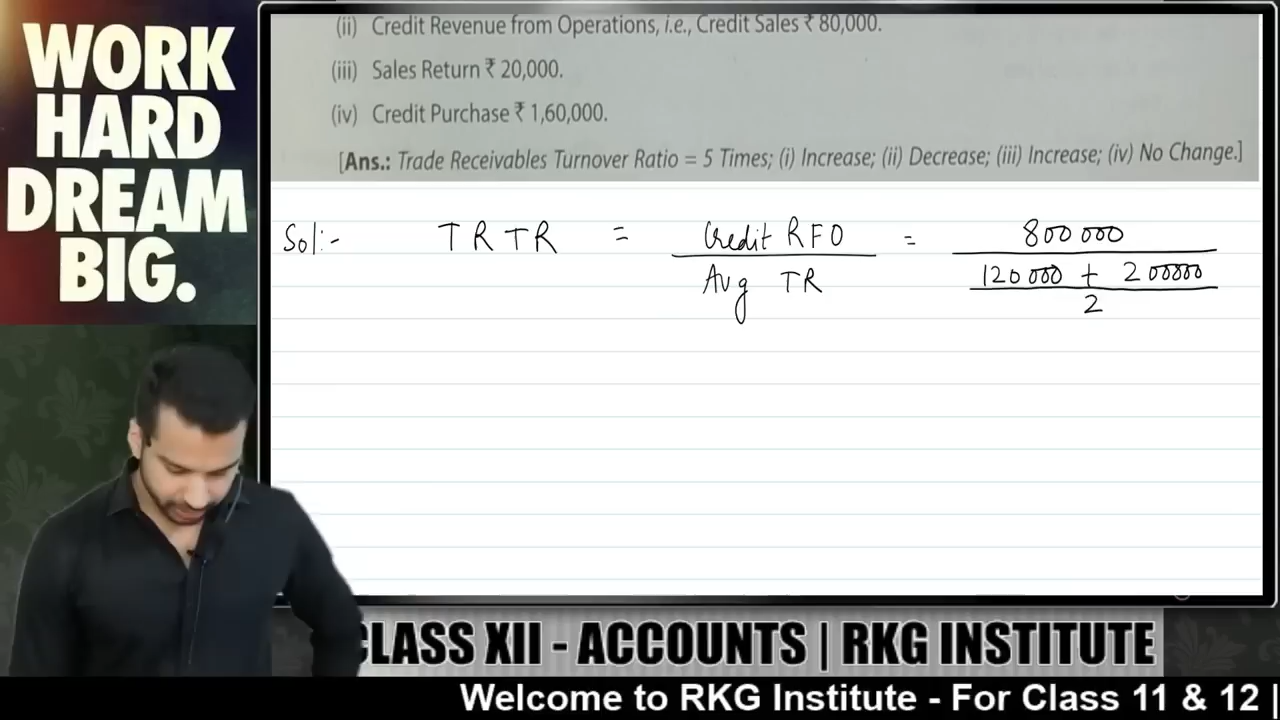 WORK
HARD
DREAM
BIG.
(ii) Credit Revenue from Operations, i.e., Credit Sales ₹ 80,000.
(iii) Sales Return ₹ 20,000.
(iv) Credit Purchase ₹ 1,60,000.
[Ans.: Trade Receivables Turnover Ratio = 5 Times; (i) Increase; (ii) Decrease; (iii) Increase; (iv) No Change.]
Sol:- TRTR = Credit RFO = 800000
Avg TR 120000 + 200000
2
CLASS XII - ACCOUNTS | RKG INSTITUTE
Welcome to RKG Institute - For Class 11 & 12 |